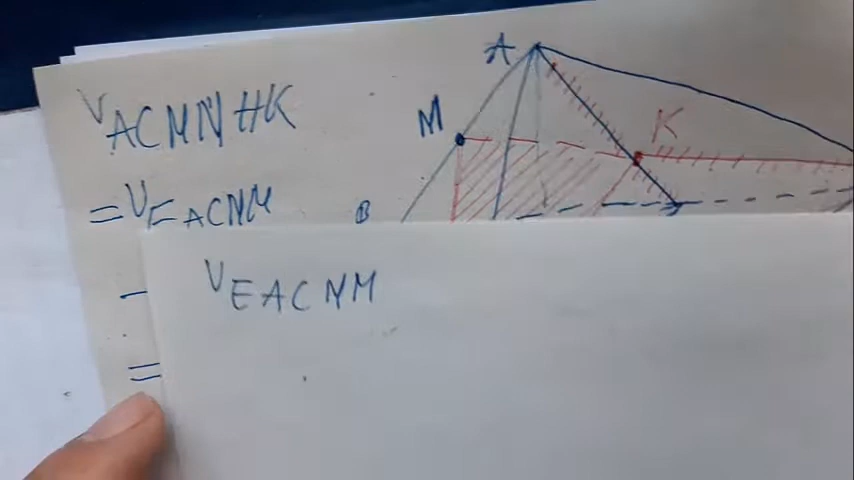 VACMNHK
A
M
K
= VEACNM
B
-
VEACNM
=